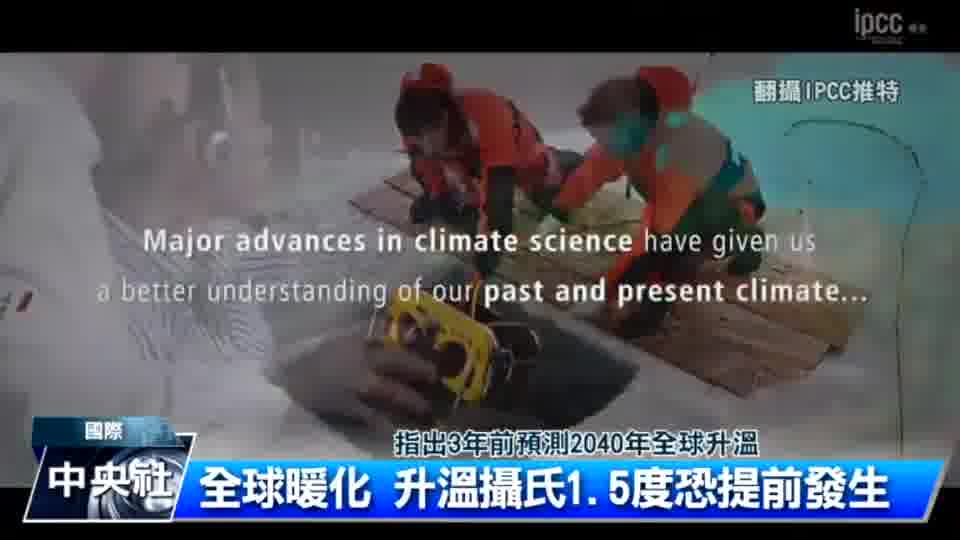 ipcc
翻攝IPCC推特
Major advances in climate science have given us
a better understanding of our past and present climate...
指出3年前預測2040年全球升溫
國際
中央社
全球暖化 升溫攝氏1.5度恐提前發生